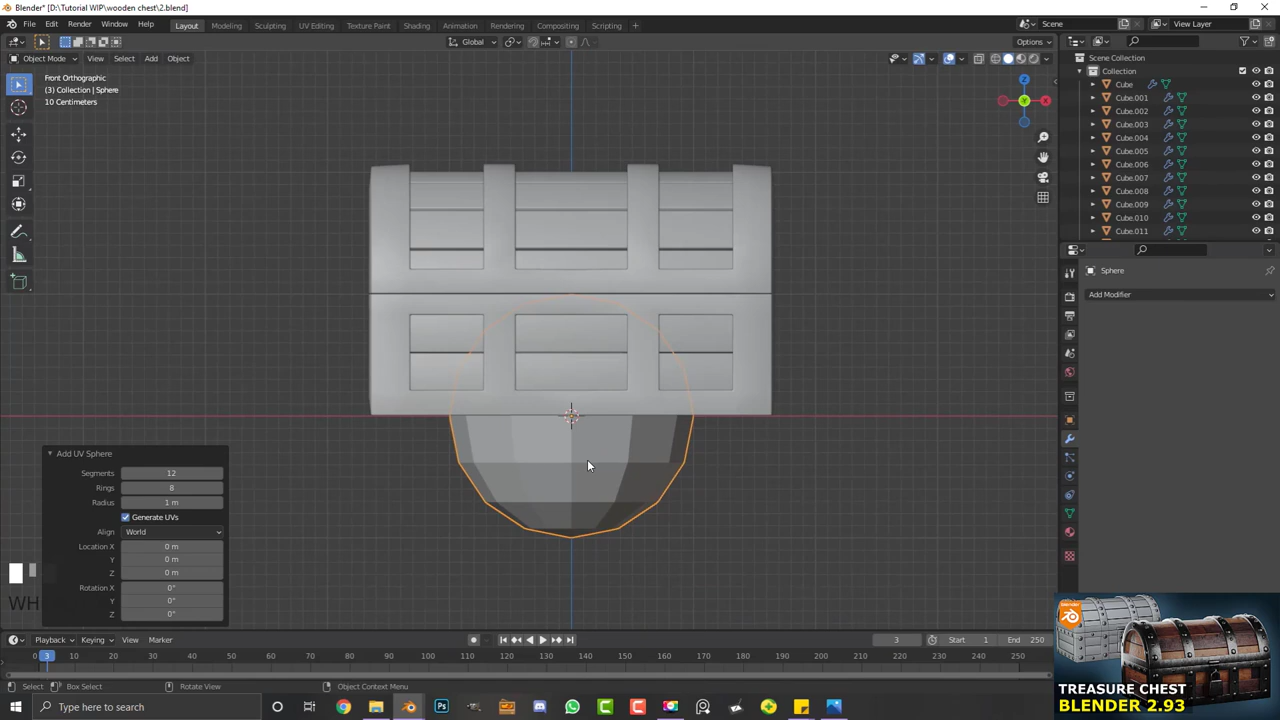 Blender* [D:\Tutorial WIP\wooden chest\2.blend]
File Edit Render Window Help Layout Modeling Sculpting UV Editing Texture Paint Shading Animation Rendering Compositing Scripting + Scene View Layer
Global Options
Object Mode View Select Add Object
Front Orthographic
(3) Collection | Sphere
10 Centimeters
Z
Y
X
Scene Collection
Collection
Cube
Cube.001
Cube.002
Cube.003
Cube.004
Cube.005
Cube.006
Cube.007
Cube.008
Cube.009
Cube.010
Cube.011
Sphere
Add Modifier
Add UV Sphere
Segments 12
Rings 8
Radius 1 m
Generate UVs
Align World
Location X 0 m
Y 0 m
Z 0 m
Rotation X 0°
Y 0°
Z 0°
WH
Playback Keying View Marker 3 Start 1 End 250
0 3 10 20 30 40 50 60 70 80 90 100 110 120 130 140 150 160 170 180 190 200 210 220 230 240 250
Select Box Select Rotate View Object Context Menu
Type here to search
TREASURE CHEST
BLENDER 2.93